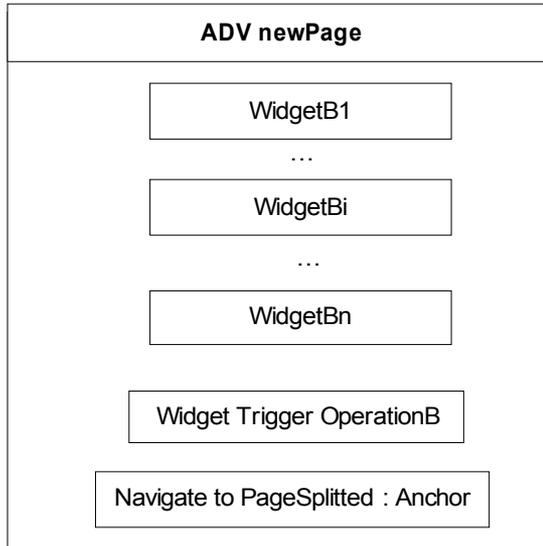 ADV newPage
WidgetB1
...
WidgetBi
...
WidgetBn
Widget Trigger OperationB
Navigate to PageSplitted : Anchor